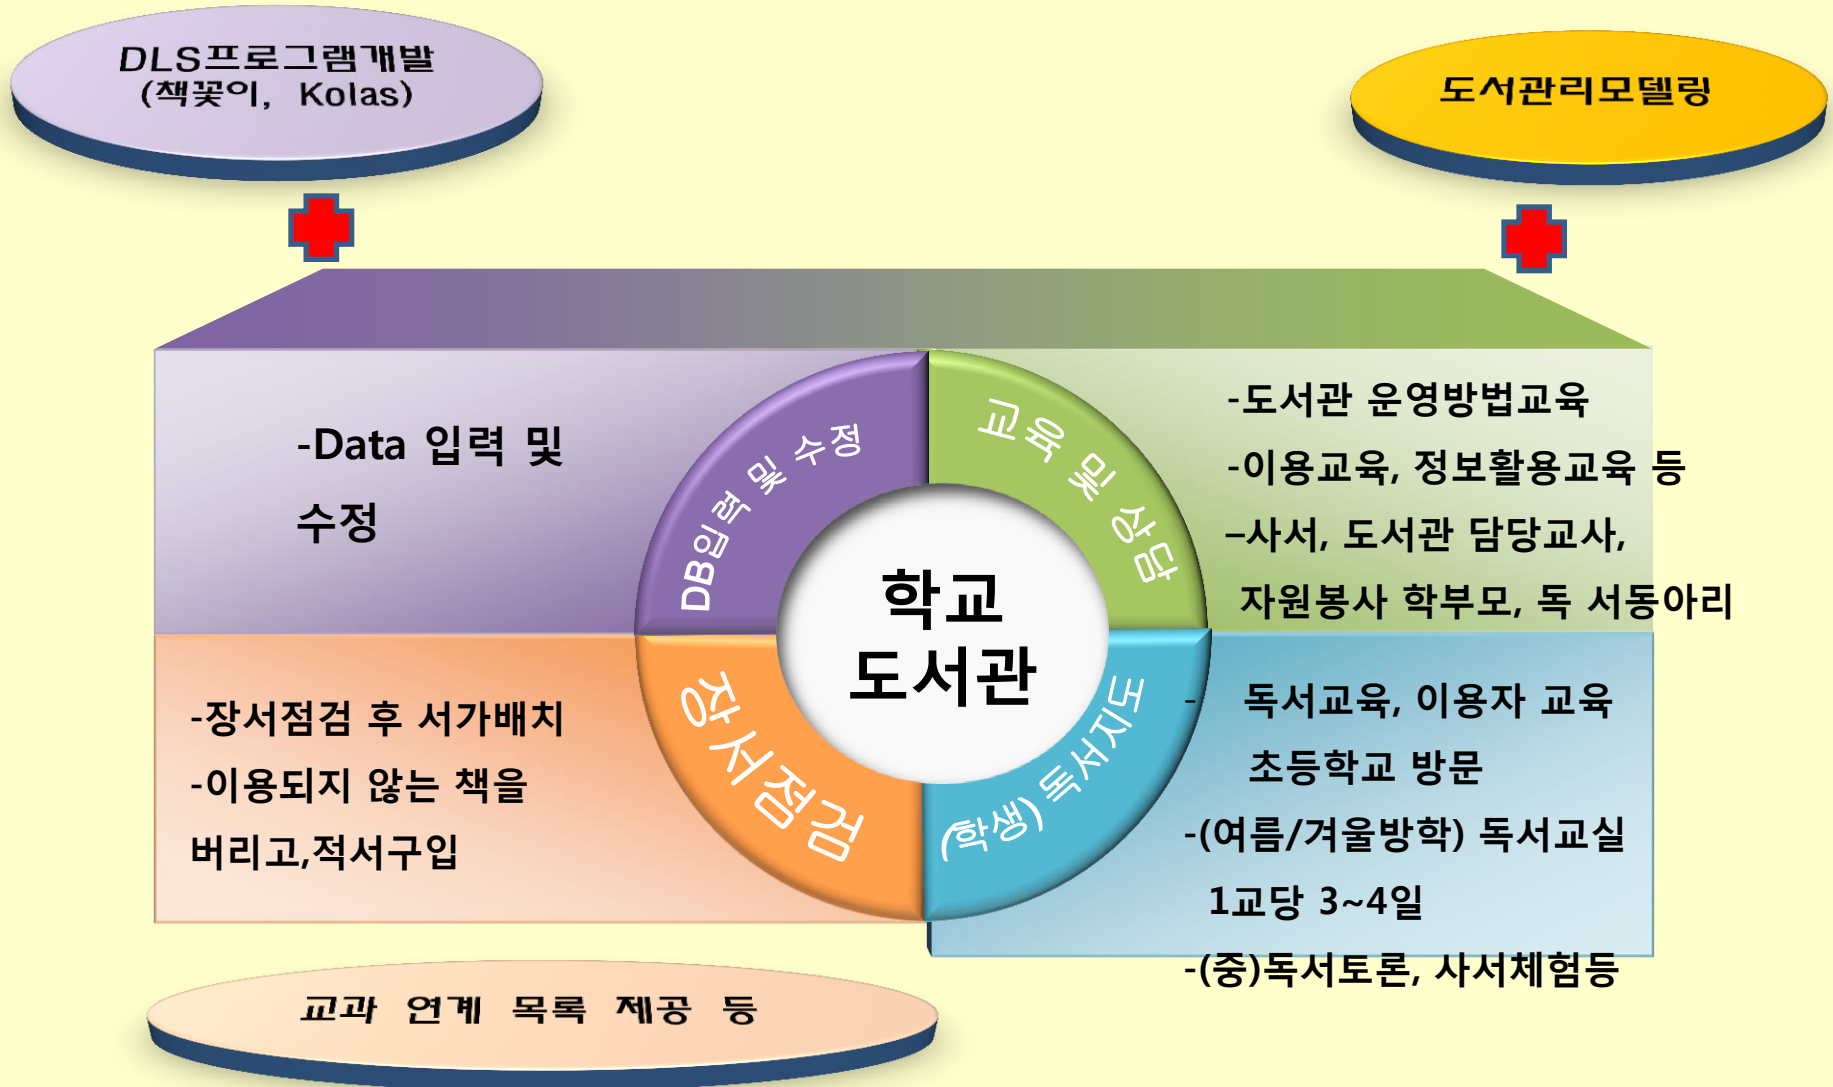 DLS프로그램개발
(책꽂이, Kolas)
도서관리모델링
-Data 입력 및
수정
DB입력 및 수정
교육 및 상담
-도서관 운영방법교육
-이용교육, 정보활용교육 등
–사서, 도서관 담당교사,
자원봉사 학부모, 독 서동아리
학교
도서관
-장서점검 후 서가배치
-이용되지 않는 책을
버리고,적서구입
장서점검
(학생) 독서지도
- 독서교육, 이용자 교육
초등학교 방문
-(여름/겨울방학) 독서교실
1교당 3~4일
-(중)독서토론, 사서체험등
교과 연계 목록 제공 등